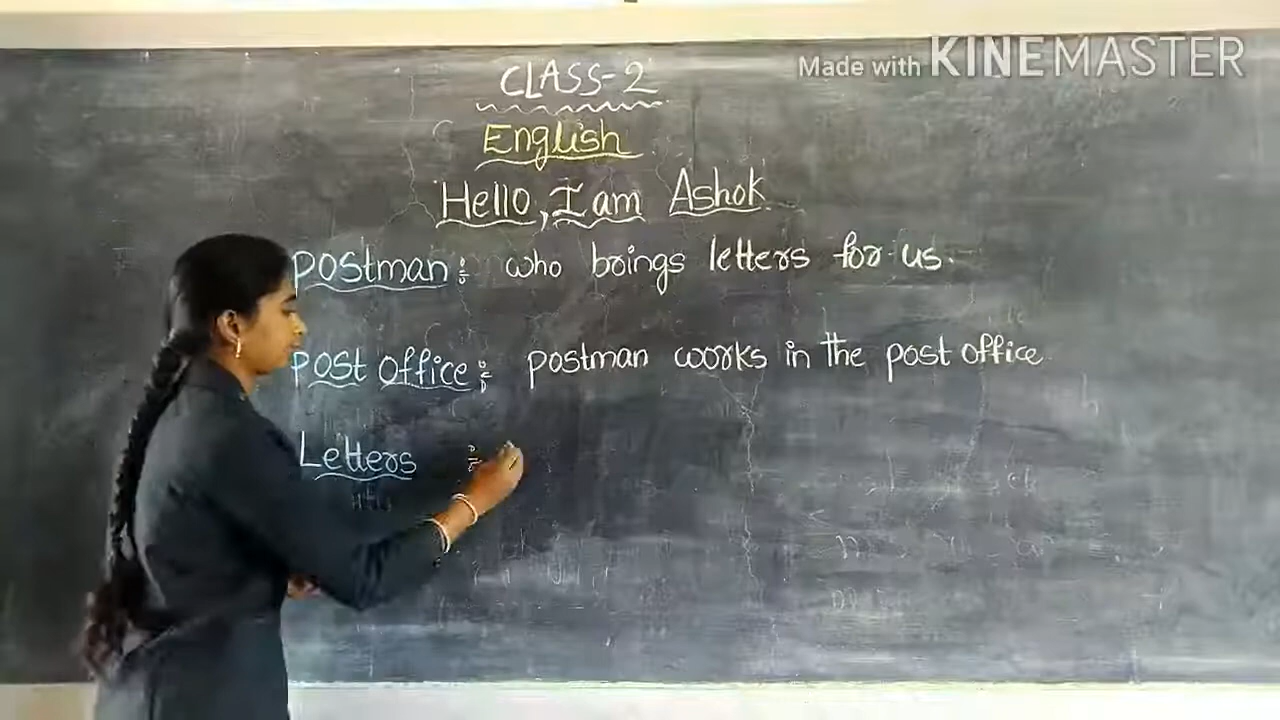 Made with KINEMASTER
CLASS-2
English
Hello, I am Ashok
Postman : who brings letters for us.
Post office : postman works in the post office.
Letters :